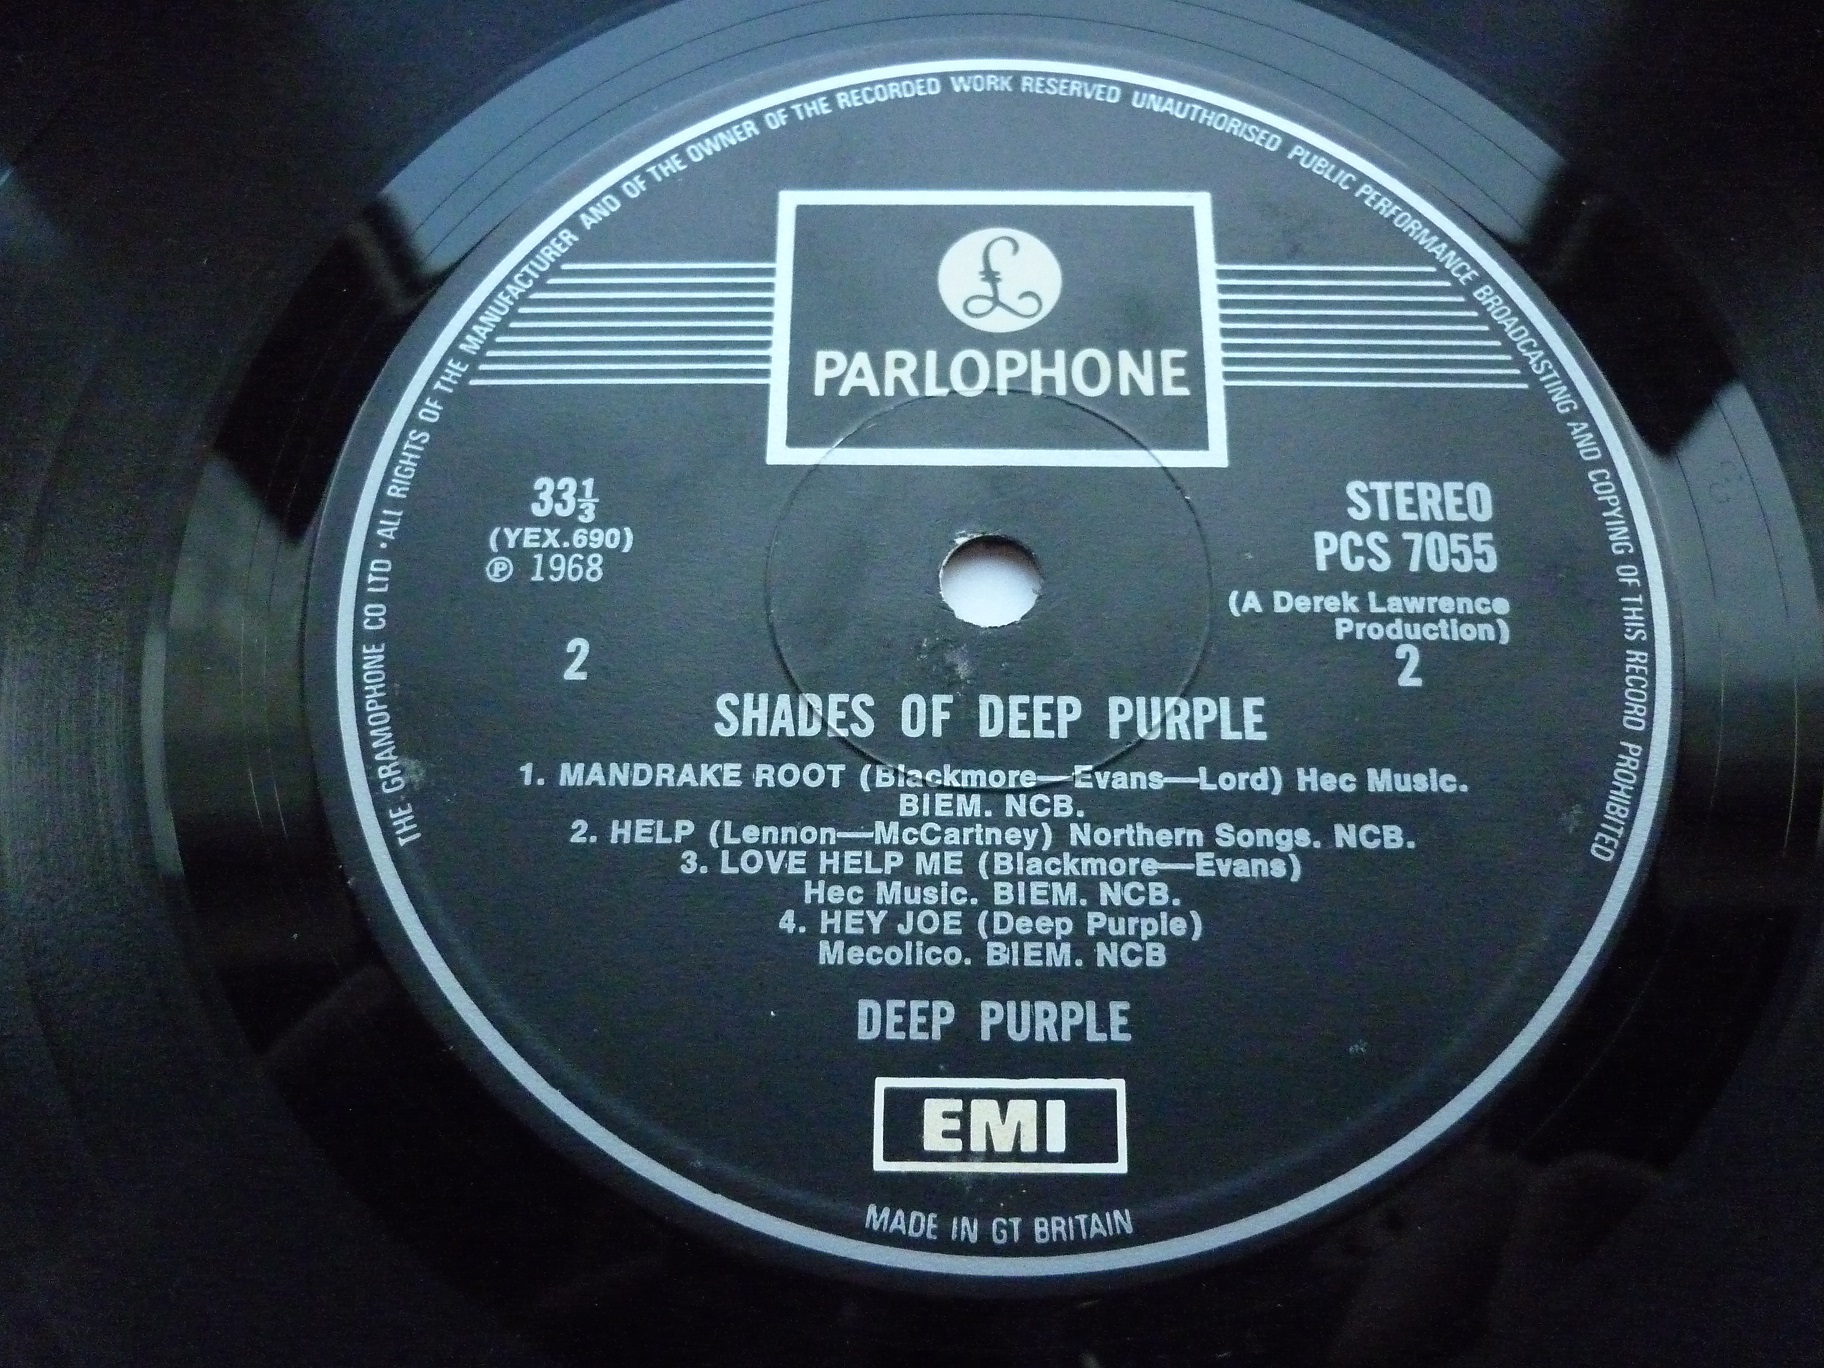 THE GRAMOPHONE CO LTD · ALL RIGHTS OF THE MANUFACTURER AND OF THE OWNER OF THE RECORDED WORK RESERVED UNAUTHORISED PUBLIC PERFORMANCE BROADCASTING AND COPYING OF THIS RECORD PROHIBITED
£
PARLOPHONE
33⅓
(YEX.690)
℗ 1968
2
STEREO
PCS 7055
(A Derek Lawrence
Production)
2
SHADES OF DEEP PURPLE
1. MANDRAKE ROOT (Blackmore—Evans—Lord) Hec Music.
BIEM. NCB.
2. HELP (Lennon—McCartney) Northern Songs. NCB.
3. LOVE HELP ME (Blackmore—Evans)
Hec Music. BIEM. NCB.
4. HEY JOE (Deep Purple)
Mecolico. BIEM. NCB
DEEP PURPLE
EMI
MADE IN GT BRITAIN